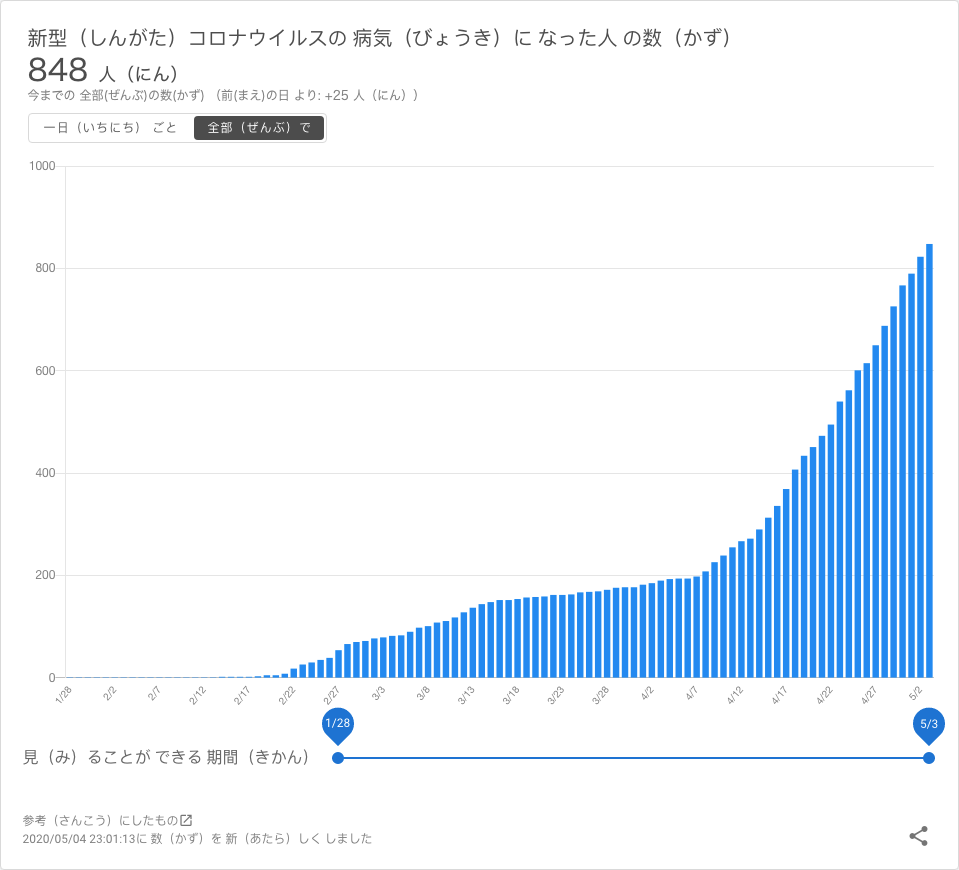 新型（しんがた）コロナウイルスの 病気（びょうき）に なった人 の数（かず）
848 人（にん）
今までの 全部(ぜんぶ)の数(かず) （前(まえ)の日 より: +25 人（にん））
一日（いちにち） ごと 全部（ぜんぶ）で
1000
800
600
400
200
0
1/28 2/2 2/7 2/12 2/17 2/22 2/27 3/3 3/8 3/13 3/18 3/23 3/28 4/2 4/7 4/12 4/17 4/22 4/27 5/2
1/28 5/3
見（み）ることが できる 期間（きかん）
参考（さんこう）にしたもの
2020/05/04 23:01:13に 数（かず）を 新（あたら）しく しました